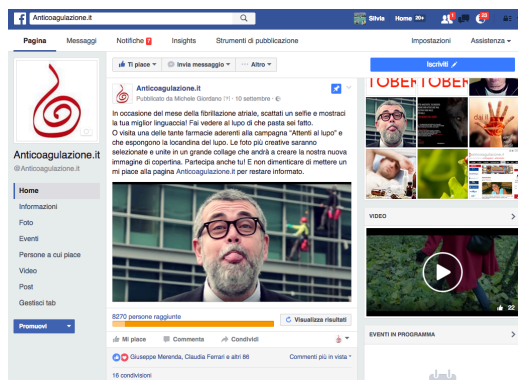 Anticoagulazione.it
Silvia
Home 20+
Pagina
Messaggi
Notifiche 7
Insights
Strumenti di pubblicazione
Impostazioni
Assistenza
Ti piace
Invia messaggio
Altro
Iscriviti
Anticoagulazione.it
Pubblicato da Michele Giordano [?] · 10 settembre ·
In occasione del mese della fibrillazione atriale, scattati un selfie e mostraci
la tua miglior linguaccia! Fai vedere al lupo di che pasta sei fatto.
O visita una delle tante farmacie aderenti alla campagna "Attenti al lupo" e
che espongono la locandina del lupo. Le foto più creative saranno
selezionate e unite in un grande collage che andrà a creare la nostra nuova
immagine di copertina. Partecipa anche tu! E non dimenticare di mettere un
mi piace alla pagina Anticoagulazione.it per restare informato.
Anticoagulazione.it
@Anticoagulazione.it
Home
Informazioni
Foto
Eventi
Persone a cui piace
Video
Post
Gestisci tab
Promuovi
8270 persone raggiunte
Visualizza risultati
Mi piace
Commenta
Condividi
Giuseppe Merenda, Claudia Ferrari e altri 86
Commenti più in vista
16 condivisioni
TOBER
TOBER
dai il
VIDEO
22
EVENTI IN PROGRAMMA